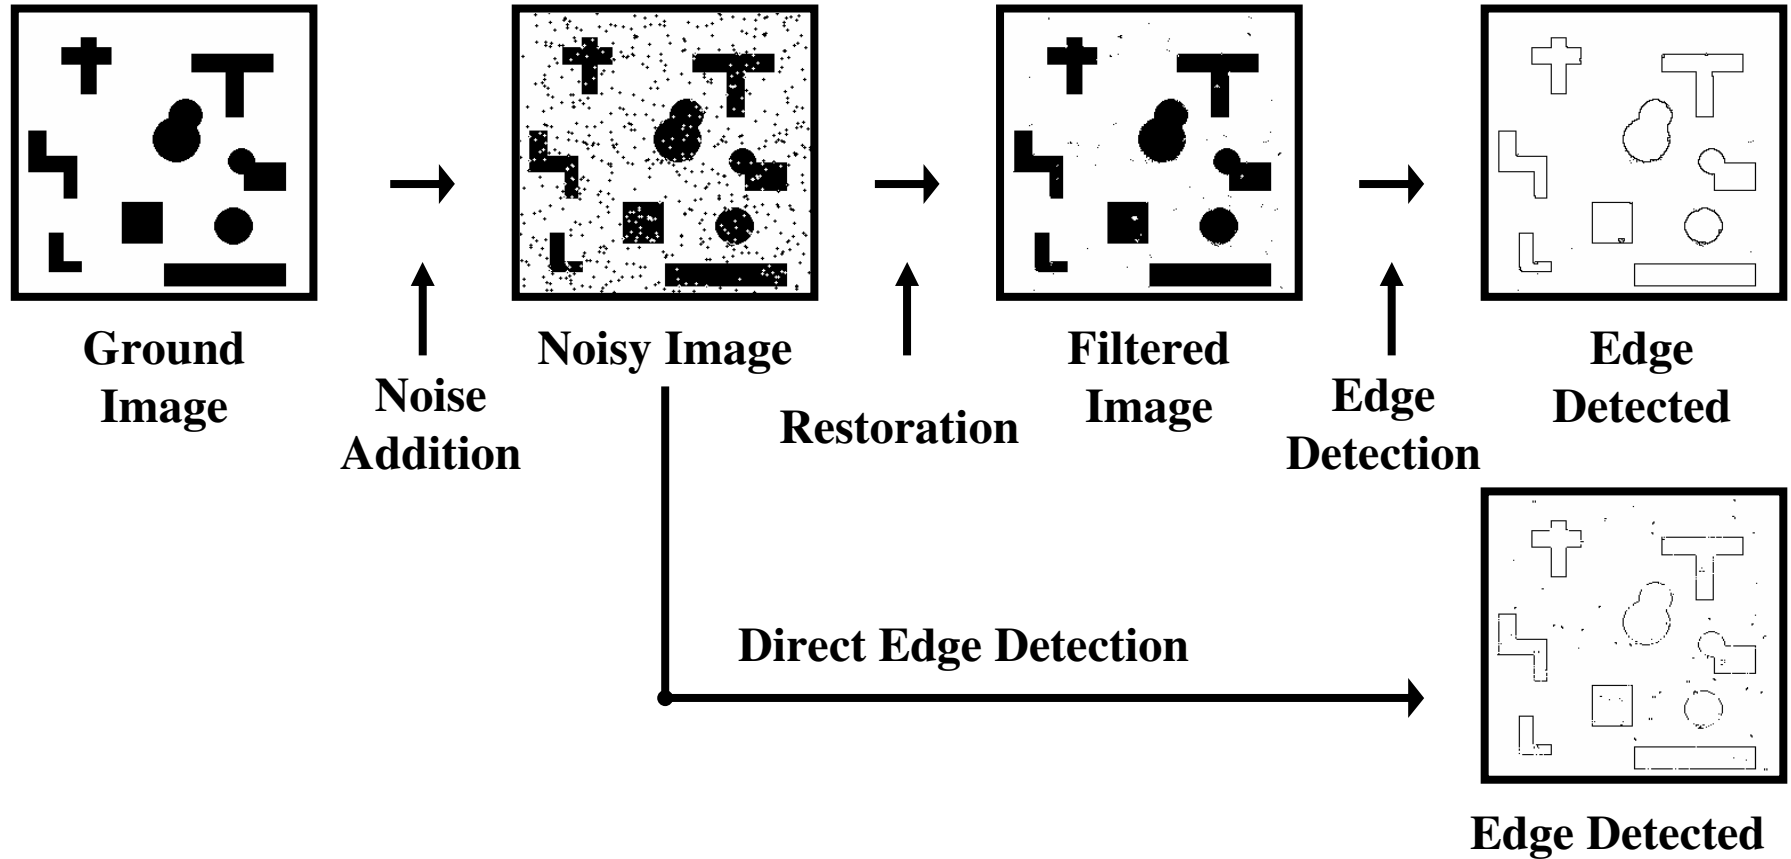 Ground
Image
Noise
Addition
Noisy Image
Restoration
Filtered
Image
Edge
Detection
Edge
Detected
Direct Edge Detection
Edge Detected